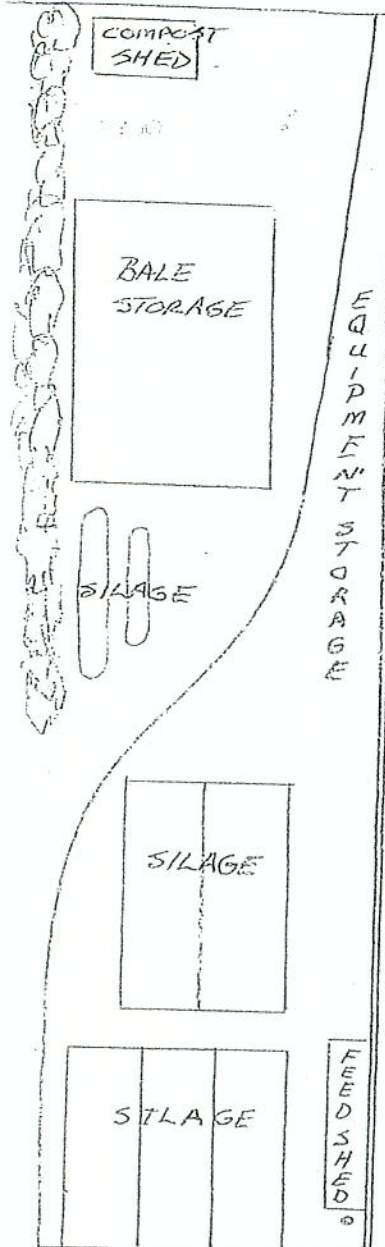 COMPOST
SHED
BALE
STORAGE
EQUIPMENT STORAGE
SILAGE
SILAGE
SILAGE
FEED SHED